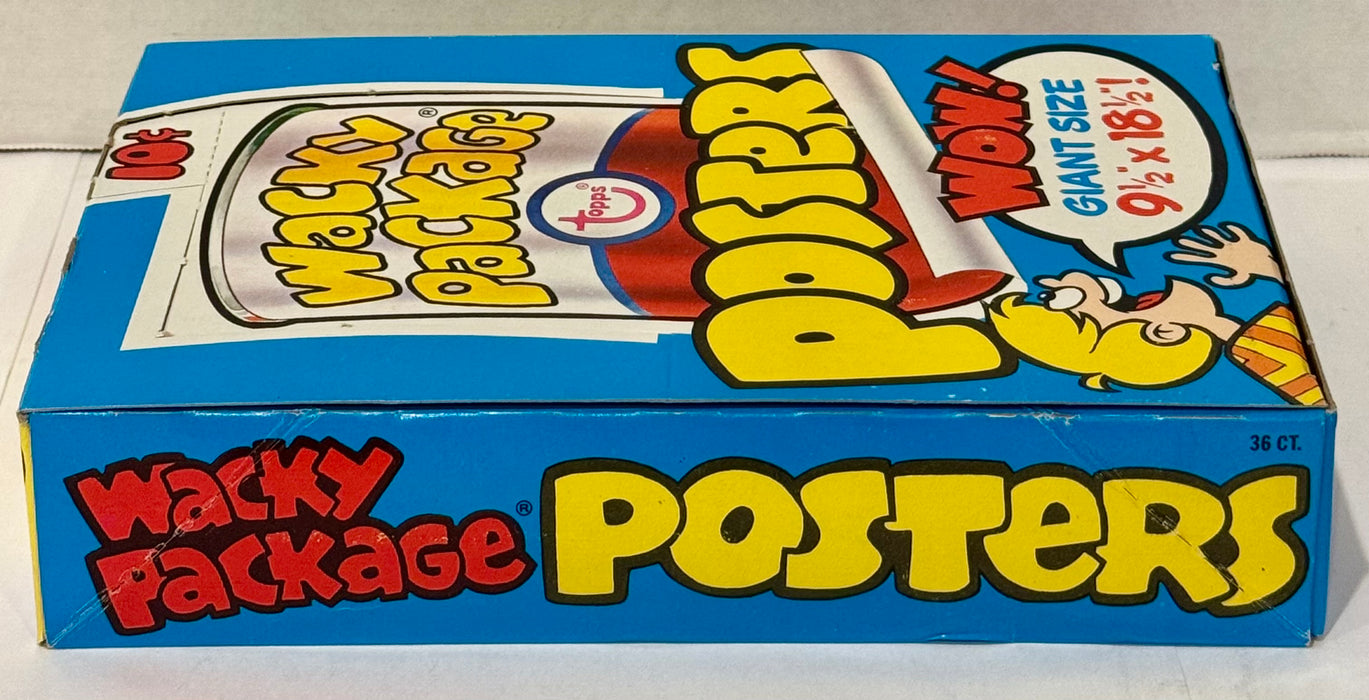 10¢
Wacky
Package®
Topps®
POSTERS
WOW!
GIANT SIZE
9½" x 18½"!
36 CT.
Wacky
Package®
POSTERS